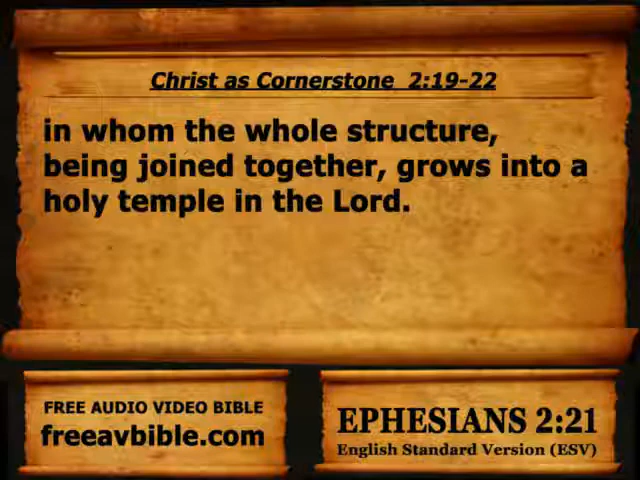 Christ as Cornerstone 2:19-22
in whom the whole structure,
being joined together, grows into a
holy temple in the Lord.
FREE AUDIO VIDEO BIBLE
freeavbible.com
EPHESIANS 2:21
English Standard Version (ESV)